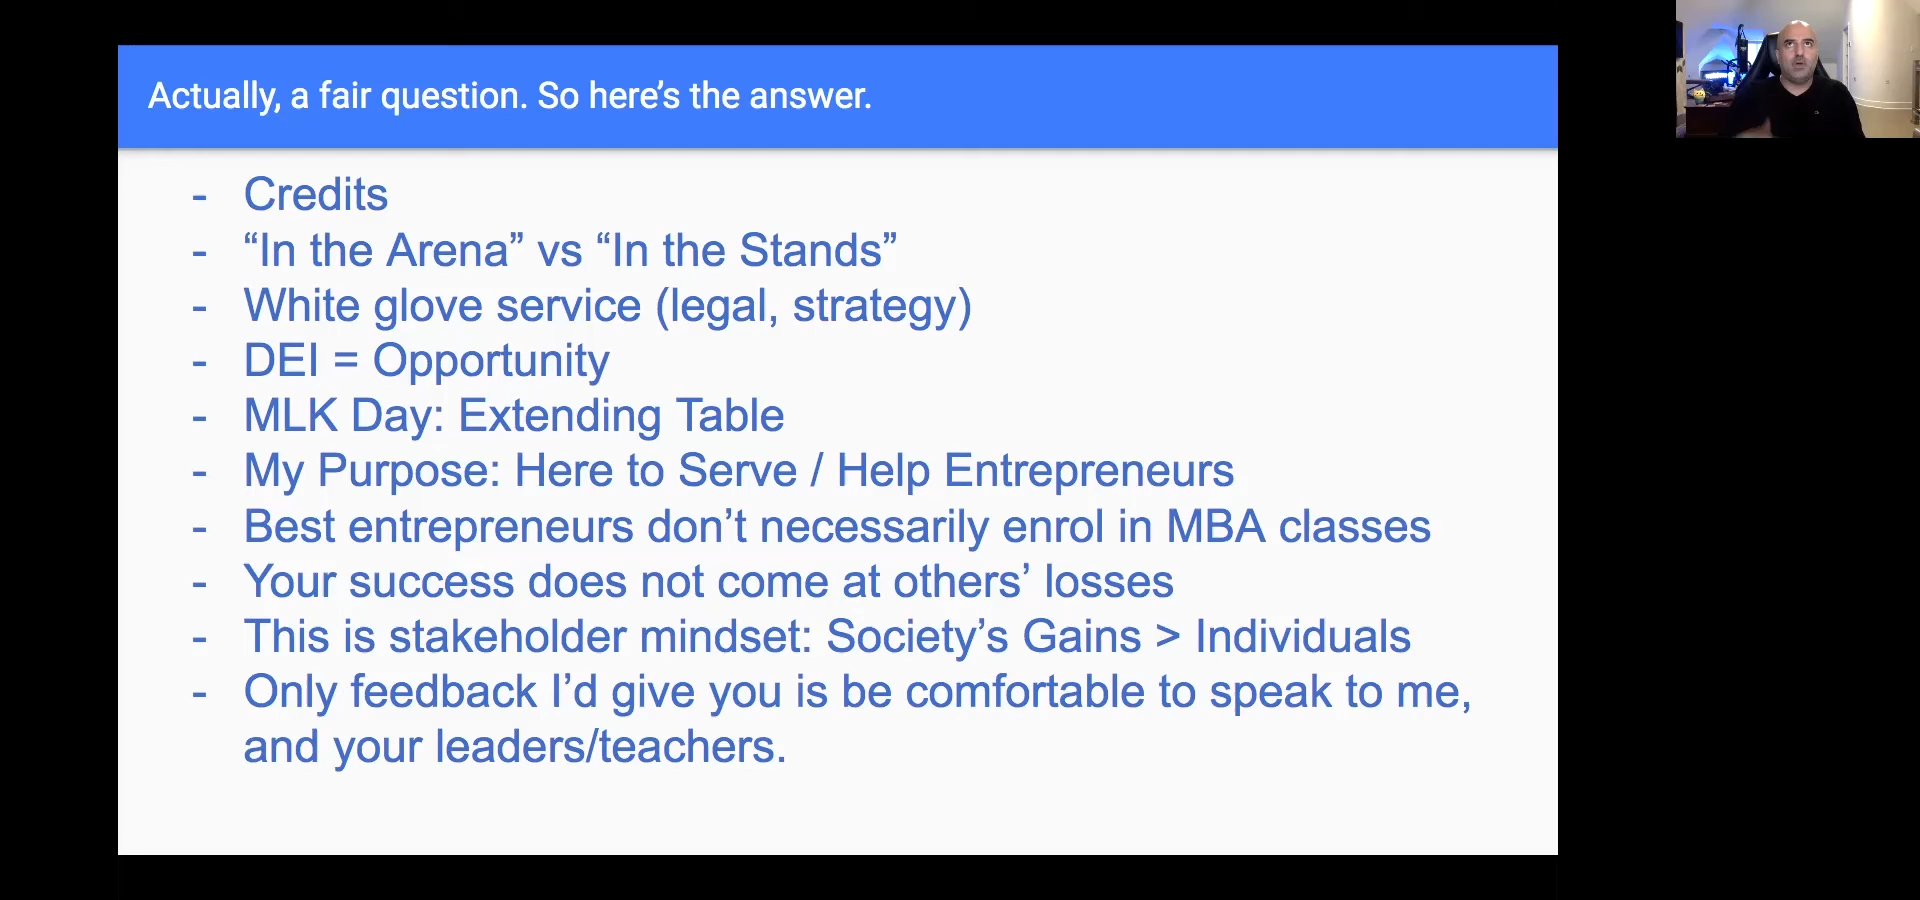 Actually, a fair question. So here’s the answer.
- Credits
- “In the Arena” vs “In the Stands”
- White glove service (legal, strategy)
- DEI = Opportunity
- MLK Day: Extending Table
- My Purpose: Here to Serve / Help Entrepreneurs
- Best entrepreneurs don’t necessarily enrol in MBA classes
- Your success does not come at others’ losses
- This is stakeholder mindset: Society’s Gains > Individuals
- Only feedback I’d give you is be comfortable to speak to me,
and your leaders/teachers.